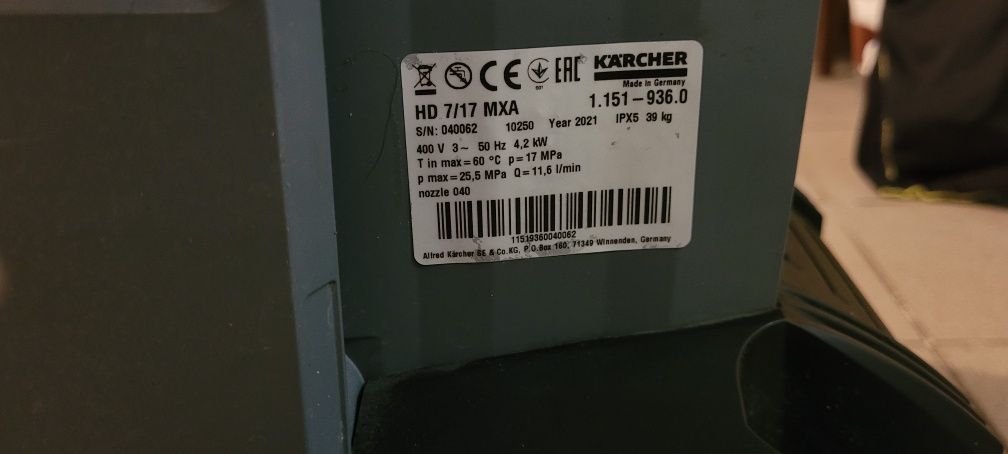 CE EAC KÄRCHER
001
Made in Germany
HD 7/17 MXA 1.151-936.0
S/N: 040062 10250 Year 2021 IPX5 39 kg
400 V 3~ 50 Hz 4,2 kW
T in max=60 °C p=17 MPa
p max=25,5 MPa Q=11,6 l/min
nozzle 040
11519360040062
Alfred Kärcher SE & Co.KG, P.O.Box 160, 71349 Winnenden, Germany